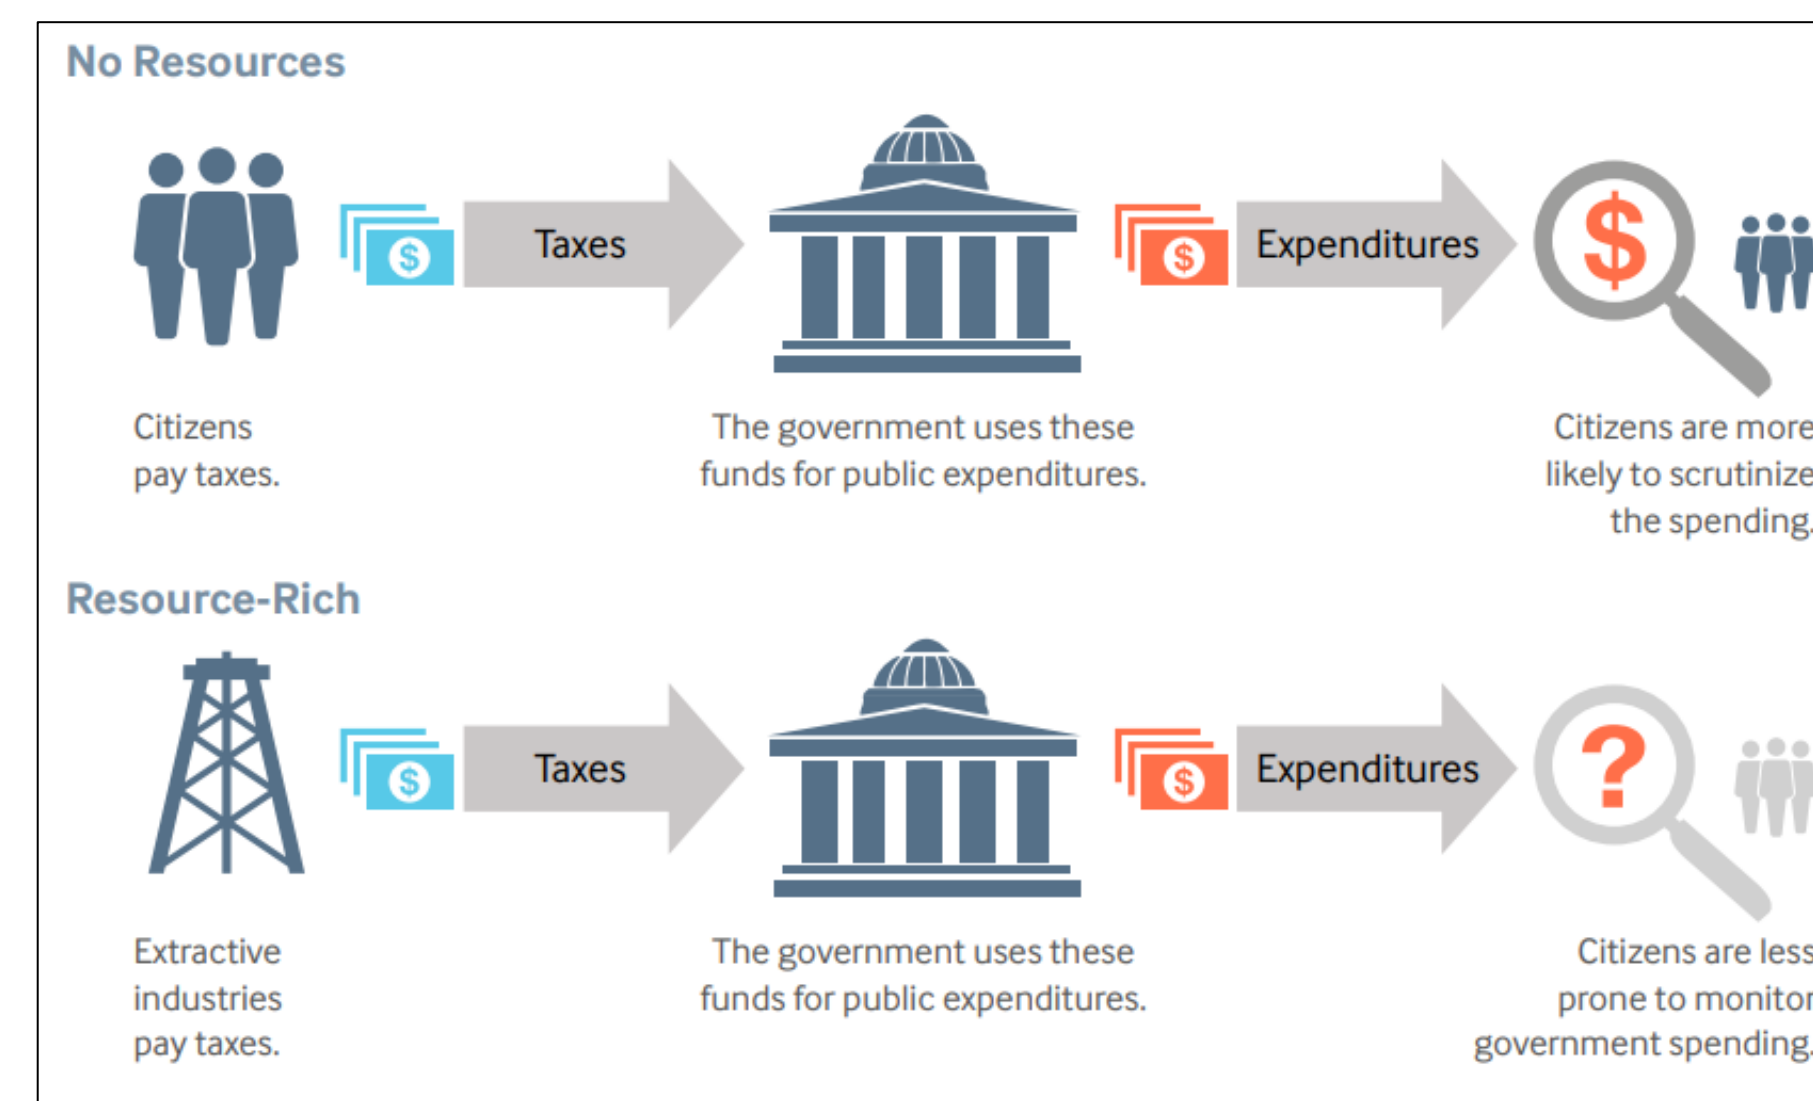 No Resources
$
Taxes
$
Expenditures
$
Citizens
pay taxes.
The government uses these
funds for public expenditures.
Citizens are more
likely to scrutinize
the spending.
Resource-Rich
$
Taxes
$
Expenditures
?
Extractive
industries
pay taxes.
The government uses these
funds for public expenditures.
Citizens are less
prone to monitor
government spending.